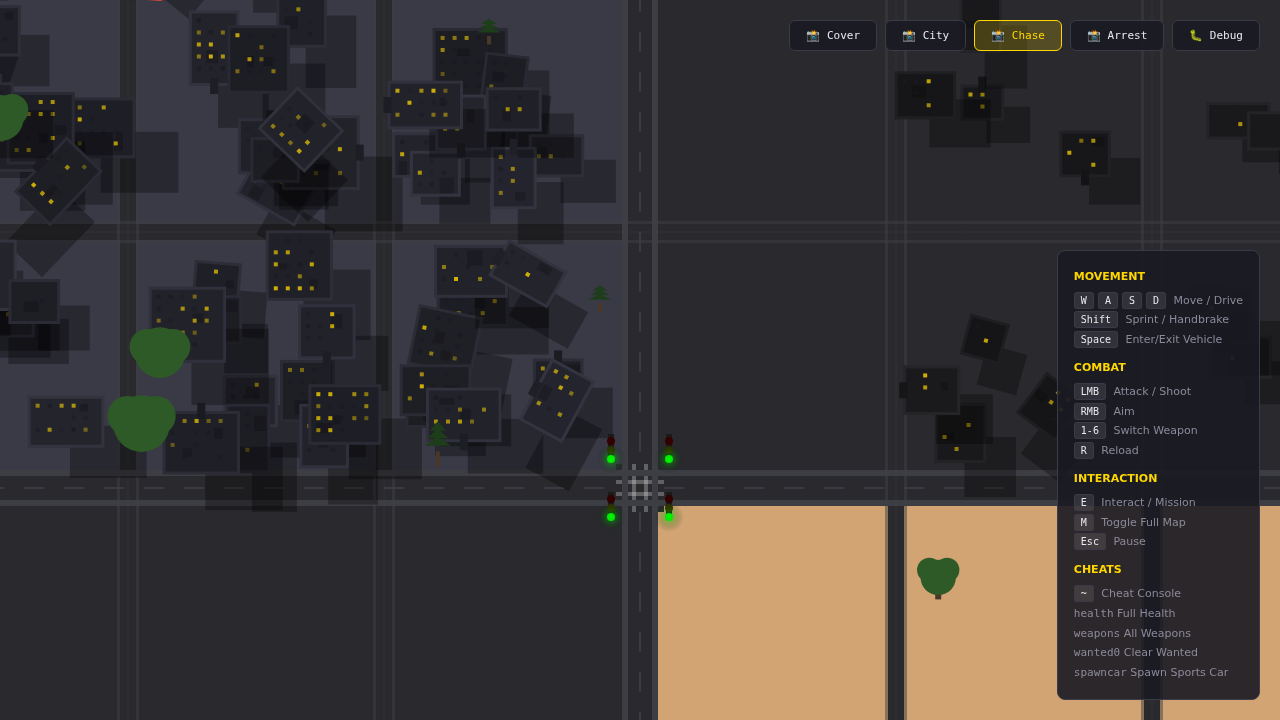 📸 Cover 📸 City 📸 Chase 📸 Arrest 🐛 Debug
MOVEMENT
W A S D Move / Drive
Shift Sprint / Handbrake
Space Enter/Exit Vehicle
COMBAT
LMB Attack / Shoot
RMB Aim
1-6 Switch Weapon
R Reload
INTERACTION
E Interact / Mission
M Toggle Full Map
Esc Pause
CHEATS
~ Cheat Console
health Full Health
weapons All Weapons
wanted0 Clear Wanted
spawncar Spawn Sports Car